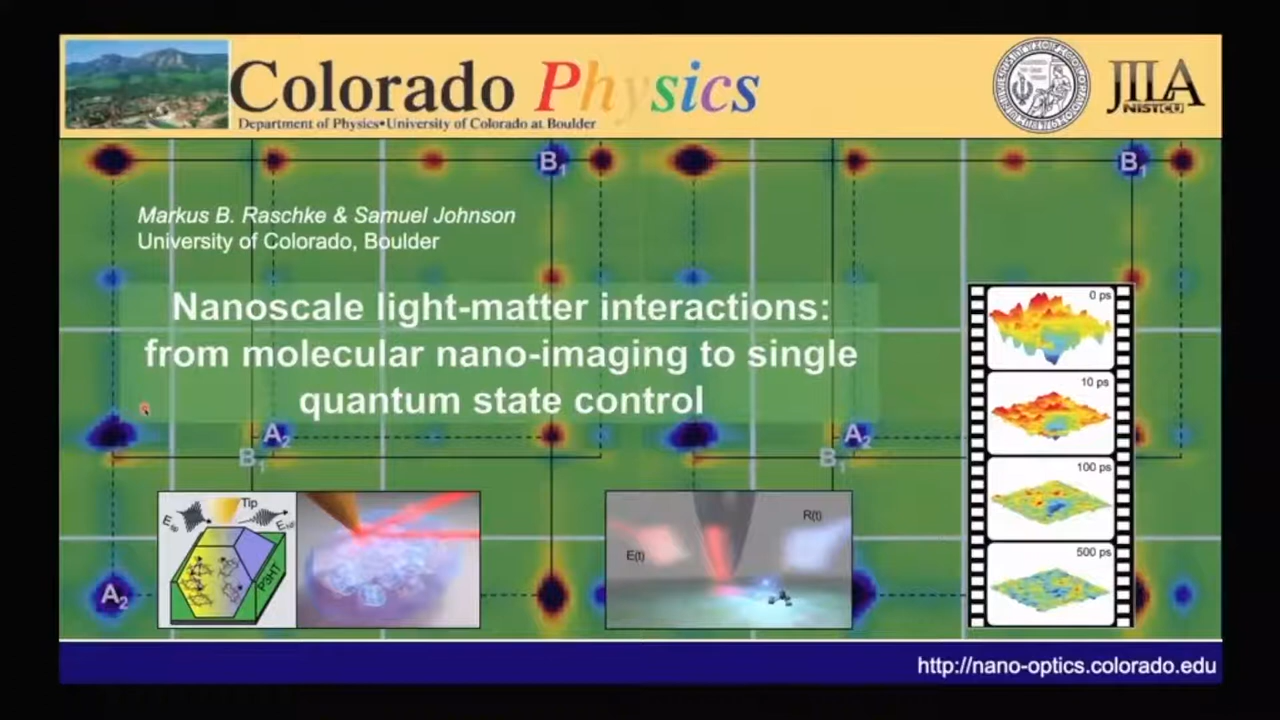 Colorado Physics
Department of Physics•University of Colorado at Boulder
JILA
NIST CU
B1
B1
Markus B. Raschke & Samuel Johnson
University of Colorado, Boulder
Nanoscale light-matter interactions:
from molecular nano-imaging to single
quantum state control
0 ps
10 ps
100 ps
500 ps
A2
B1
A2
B1
Tip
P3HT
E(t)
R(t)
A2
http://nano-optics.colorado.edu